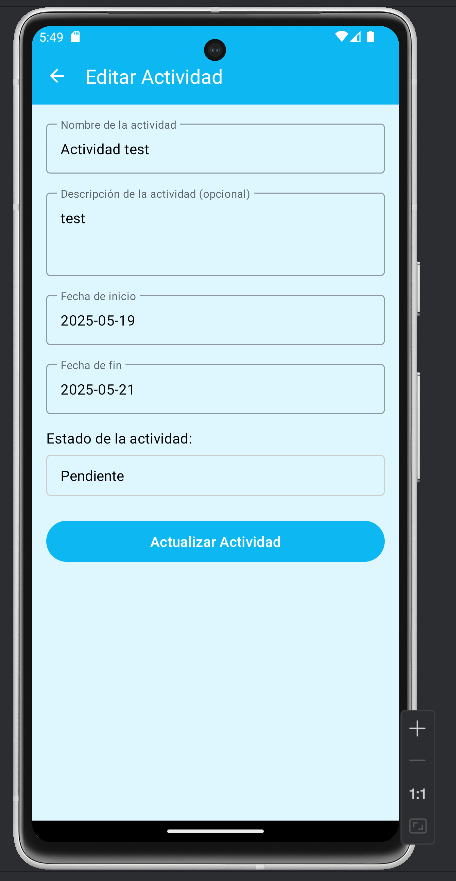 5:49
Editar Actividad
Nombre de la actividad
Actividad test
Descripción de la actividad (opcional)
test
Fecha de inicio
2025-05-19
Fecha de fin
2025-05-21
Estado de la actividad:
Pendiente
Actualizar Actividad
1:1